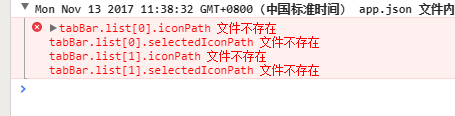 Mon Nov 13 2017 11:38:32 GMT+0800 (中国标准时间) app.json 文件内
tabBar.list[0].iconPath 文件不存在
tabBar.list[0].selectedIconPath 文件不存在
tabBar.list[1].iconPath 文件不存在
tabBar.list[1].selectedIconPath 文件不存在